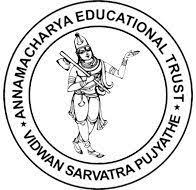 ANNAMACHARYA EDUCATIONAL TRUST
VIDWAN SARVATRA PUJYATHE